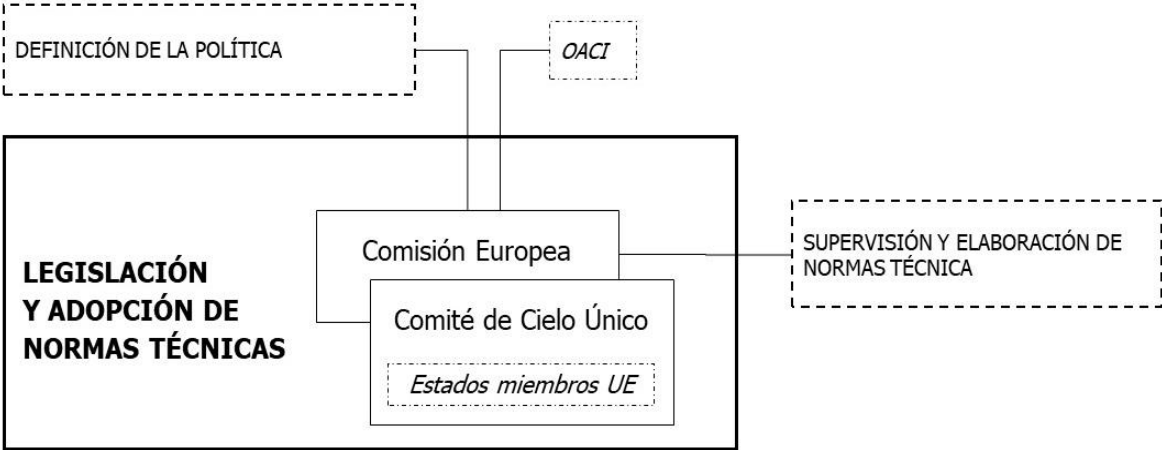 DEFINICIÓN DE LA POLÍTICA
OACI
Comisión Europea
SUPERVISIÓN Y ELABORACIÓN DE
NORMAS TÉCNICA
LEGISLACIÓN
Y ADOPCIÓN DE
NORMAS TÉCNICAS
Comité de Cielo Único
Estados miembros UE